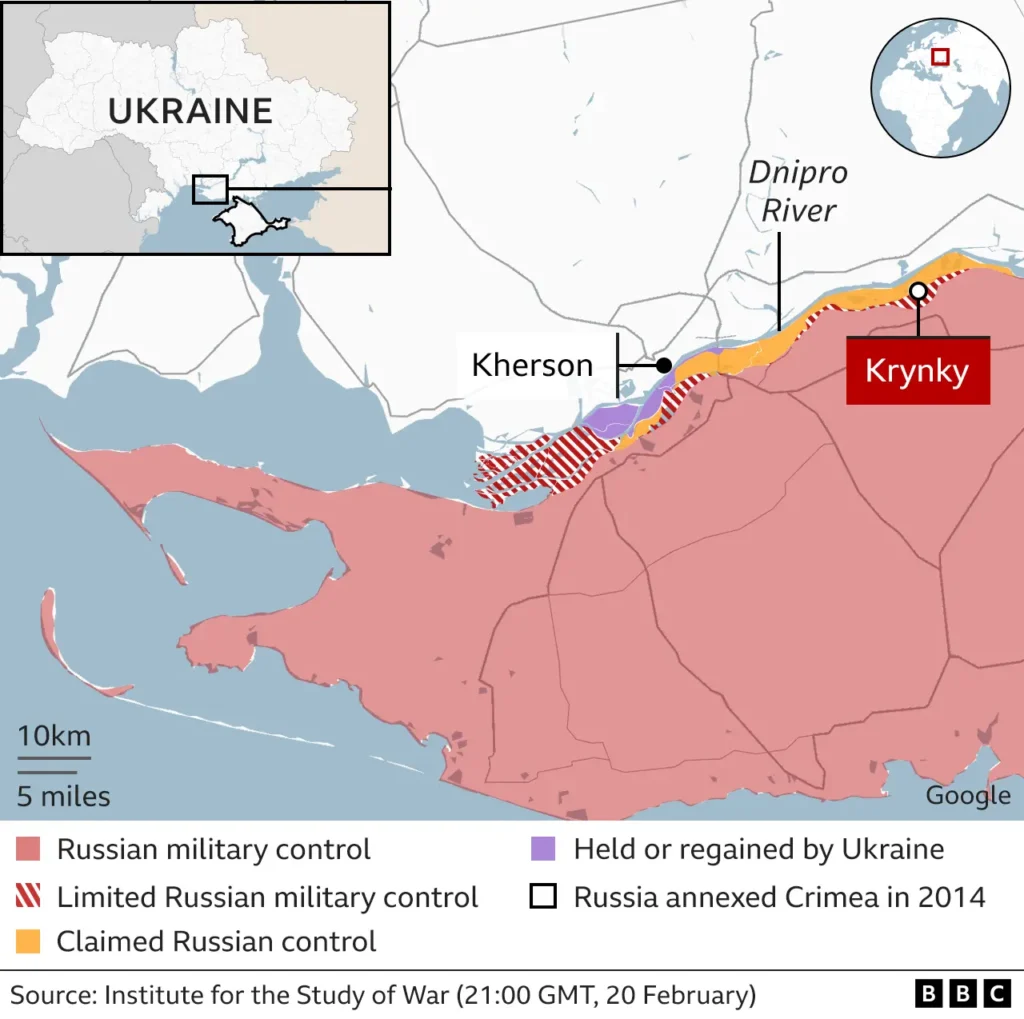 UKRAINE
Dnipro
River
Kherson
Krynky
10km
5 miles
Google
Russian military control
Held or regained by Ukraine
Limited Russian military control
Russia annexed Crimea in 2014
Claimed Russian control
Source: Institute for the Study of War (21:00 GMT, 20 February)
BBC